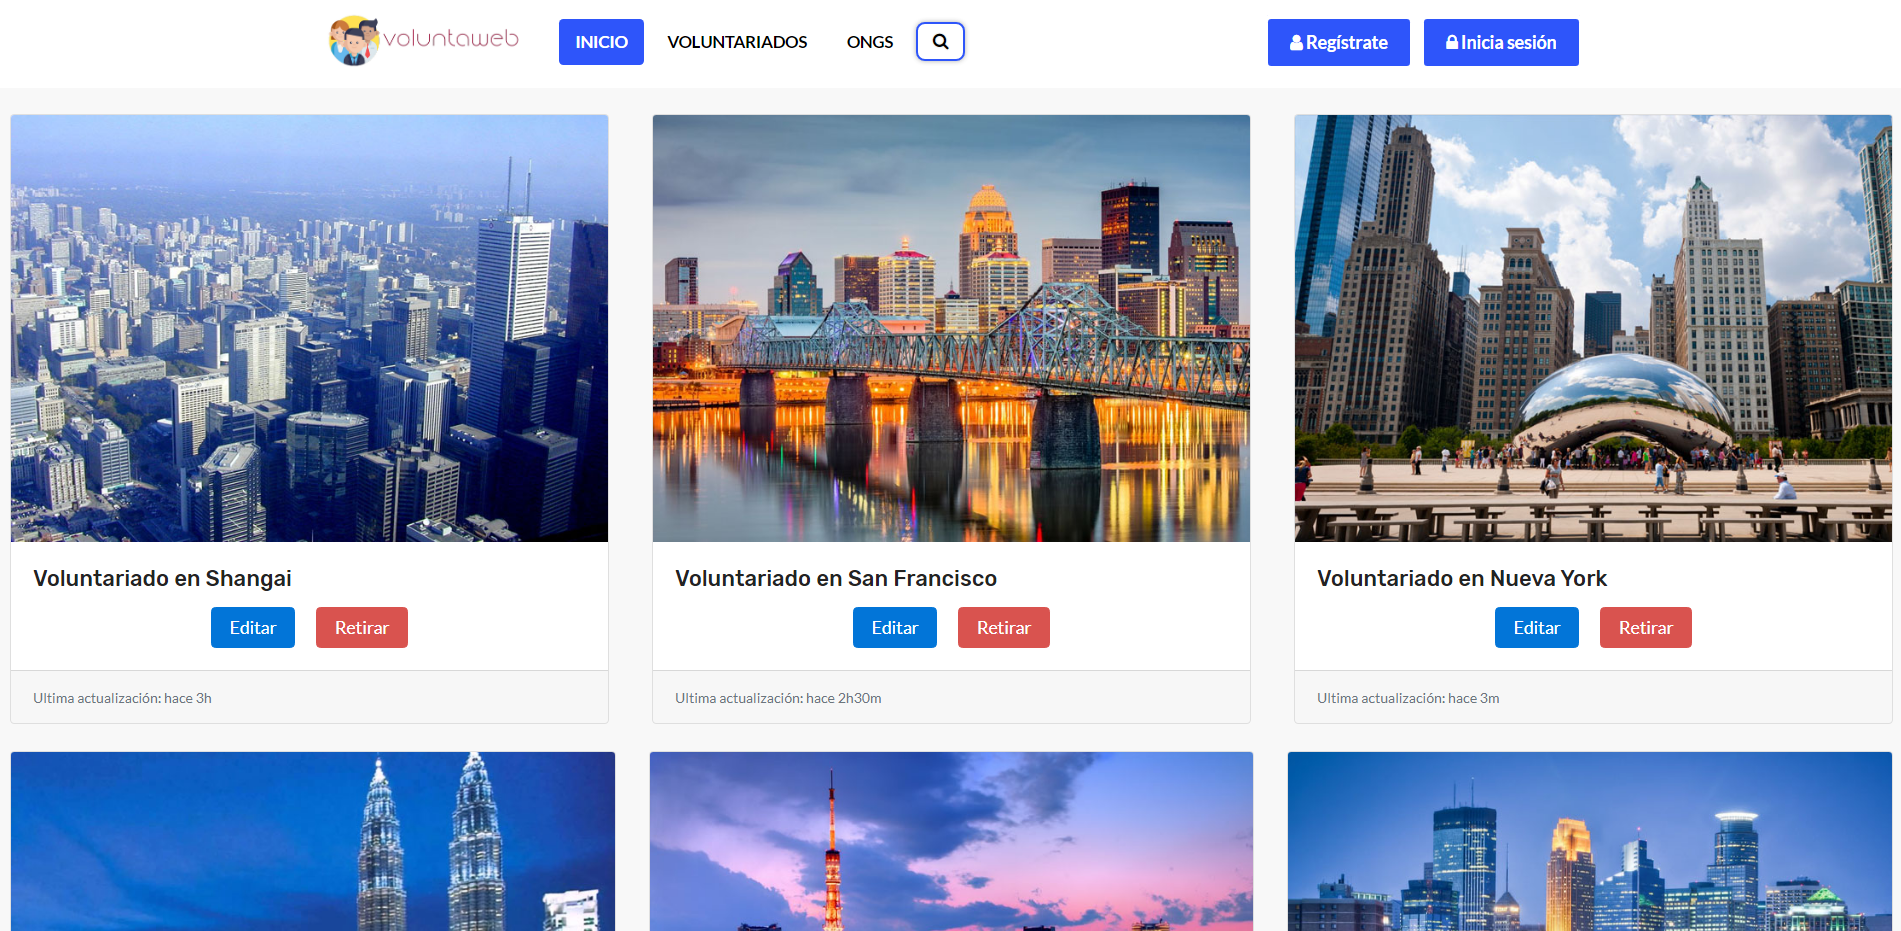 voluntaweb
INICIO
VOLUNTARIADOS
ONGS
Regístrate
Inicia sesión
Voluntariado en Shangai
Editar
Retirar
Ultima actualización: hace 3h
Voluntariado en San Francisco
Editar
Retirar
Ultima actualización: hace 2h30m
Voluntariado en Nueva York
Editar
Retirar
Ultima actualización: hace 3m